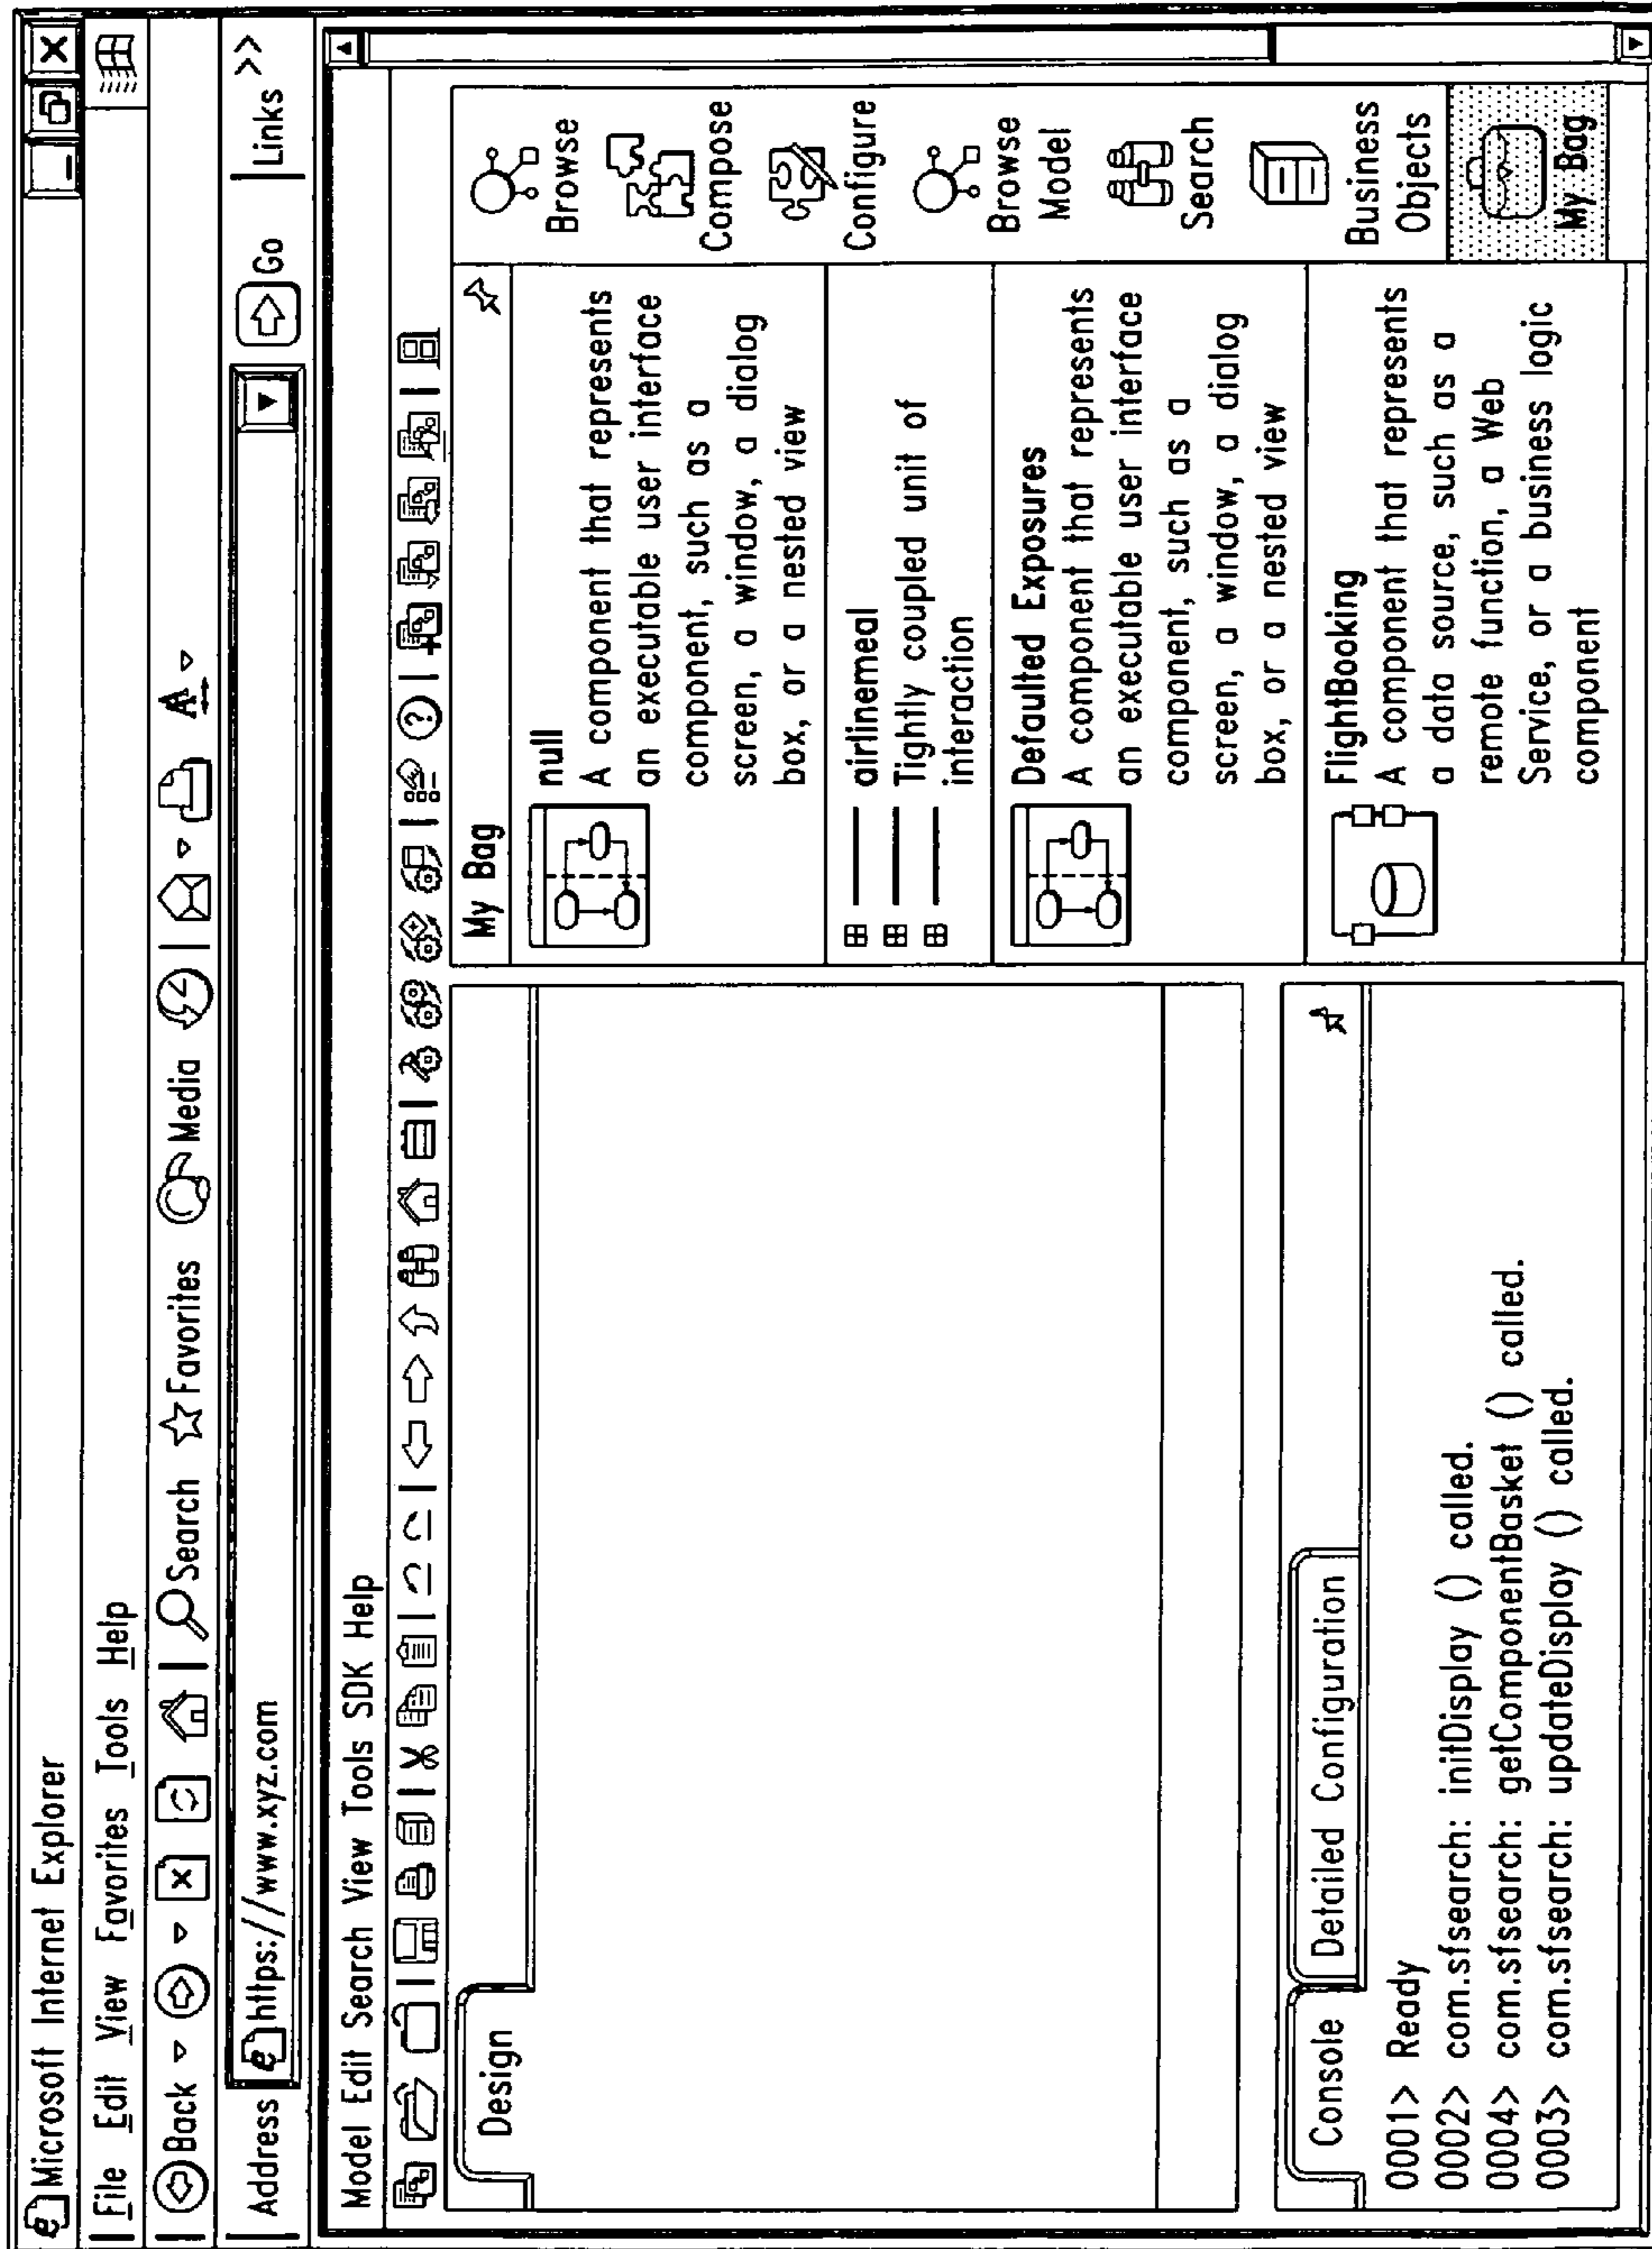 Microsoft Internet Explorer
File Edit View Favorites Tools Help
Back Search Favorites Media
Address https://www.xyz.com Go Links >>
Model Edit Search View Tools SDK Help
Design
My Bag
null
A component that represents
an executable user interface
component, such as a
screen, a window, a dialog
box, or a nested view
airlinemeal
Tightly coupled unit of
interaction
Defaulted Exposures
A component that represents
an executable user interface
component, such as a
screen, a window, a dialog
box, or a nested view
FlightBooking
A component that represents
a data source, such as a
remote function, a Web
Service, or a business logic
component
Browse
Compose
Configure
Browse
Model
Search
Business
Objects
My Bag
Console Detailed Configuration
0001> Ready
0002> com.sfsearch: initDisplay () called.
0004> com.sfsearch: getComponentBasket () called.
0003> com.sfsearch: updateDisplay () called.